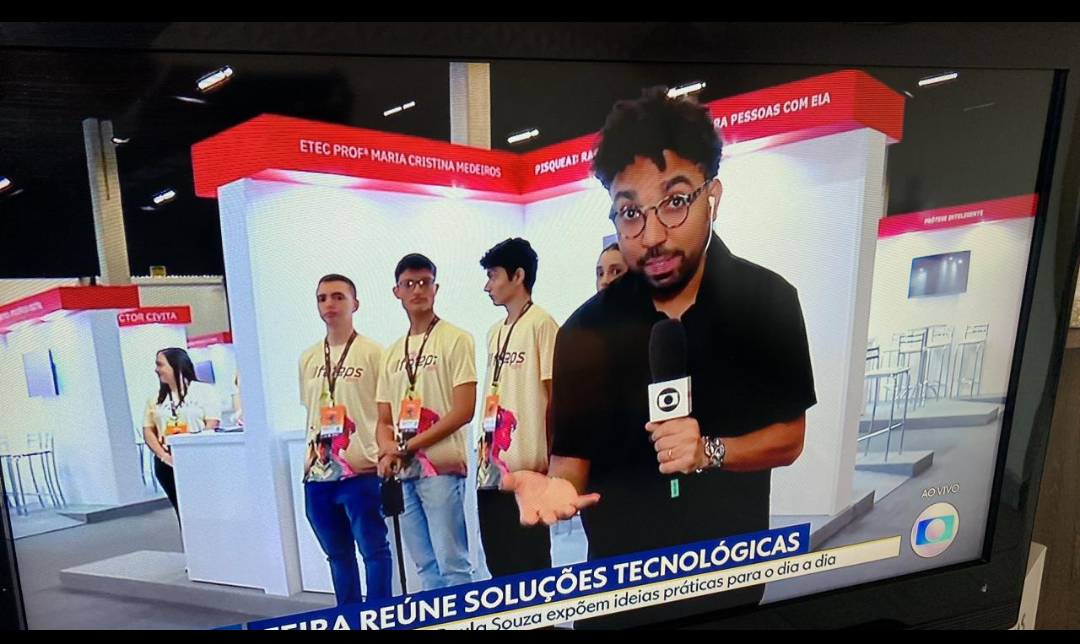 ETEC PROFª MARIA CRISTINA MEDEIROS
PISQUEAI:
PESSOAS COM ELA
PRÓTESE INTELIGENTE
CTOR CIVITA
AO VIVO
REÚNE SOLUÇÕES TECNOLÓGICAS
Souza expõem ideias práticas para o dia a dia